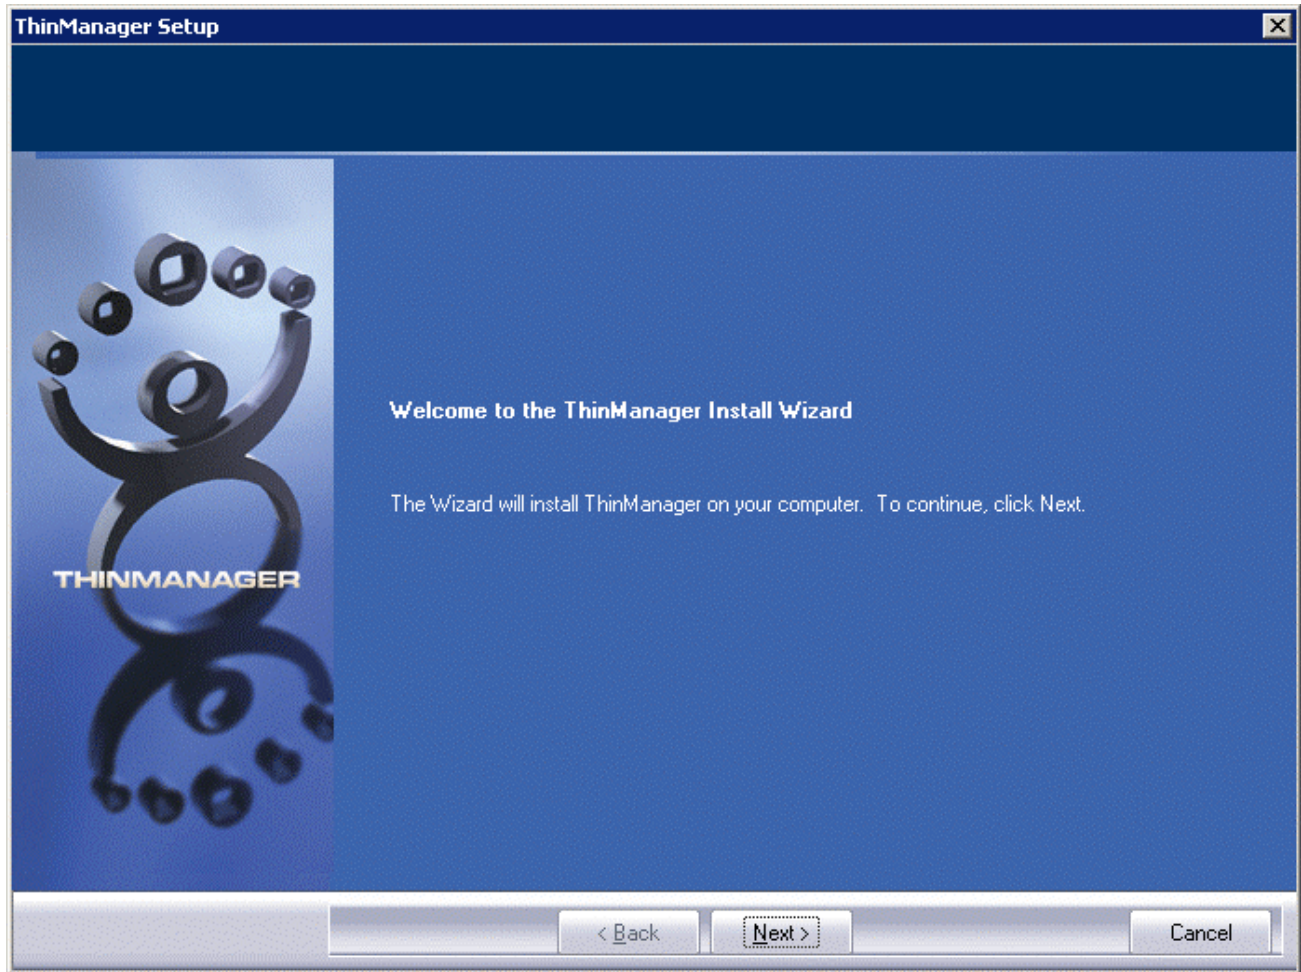 ThinManager Setup
Welcome to the ThinManager Install Wizard
The Wizard will install ThinManager on your computer.  To continue, click Next.
THINMANAGER
< Back
Next >
Cancel